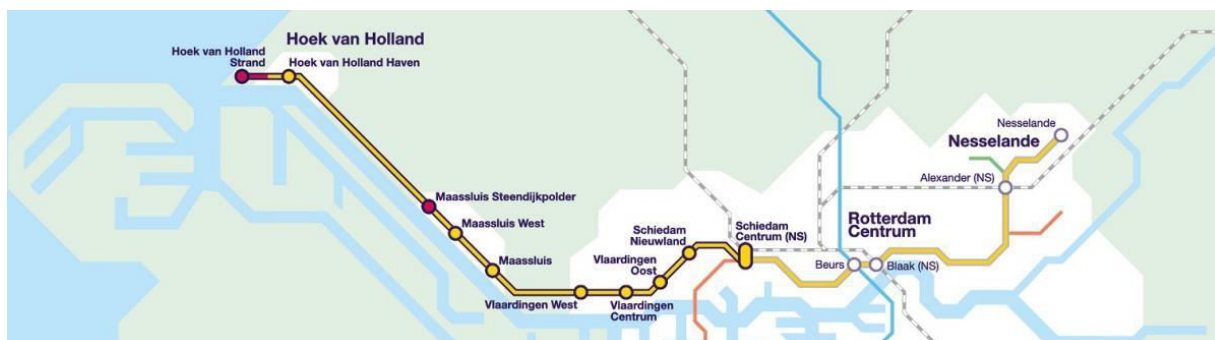 Hoek van Holland
Hoek van Holland
Strand
Hoek van Holland Haven
Maassluis Steendijkpolder
Maassluis West
Maassluis
Vlaardingen West
Vlaardingen
Centrum
Vlaardingen
Oost
Schiedam
Nieuwland
Schiedam
Centrum (NS)
Rotterdam
Centrum
Beurs
Blaak (NS)
Alexander (NS)
Nesselande
Nesselande